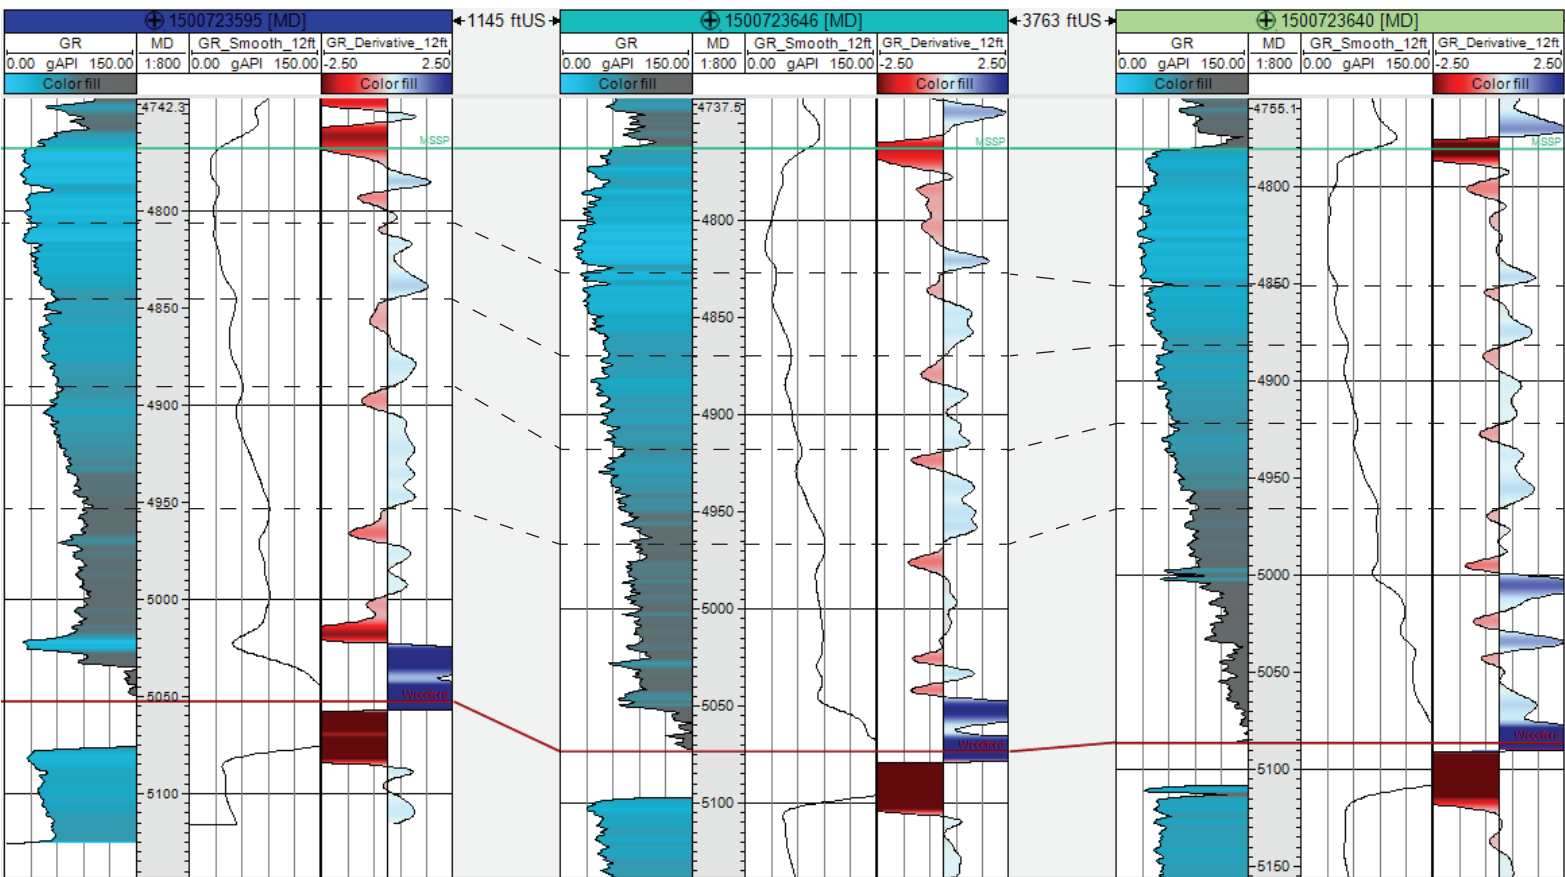 1500723595 [MD] 1145 ftUS 1500723646 [MD] 3763 ftUS 1500723640 [MD]
GR MD GR_Smooth_12ft GR_Derivative_12ft GR MD GR_Smooth_12ft GR_Derivative_12ft GR MD GR_Smooth_12ft GR_Derivative_12ft
0.00 gAPI 150.00 1:800 0.00 gAPI 150.00 -2.50 2.50 0.00 gAPI 150.00 1:800 0.00 gAPI 150.00 -2.50 2.50 0.00 gAPI 150.00 1:800 0.00 gAPI 150.00 -2.50 2.50
Color fill Color fill Color fill Color fill Color fill Color fill
4742.3 4737.5 4755.1
MSSP MSSP MSSP
4800 4800 4800
4850 4850 4850
4900 4900 4900
4950 4950 4950
5000 5000 5000
5050 5050 5050
Woodford Woodford Woodford
5100 5100 5100
5150